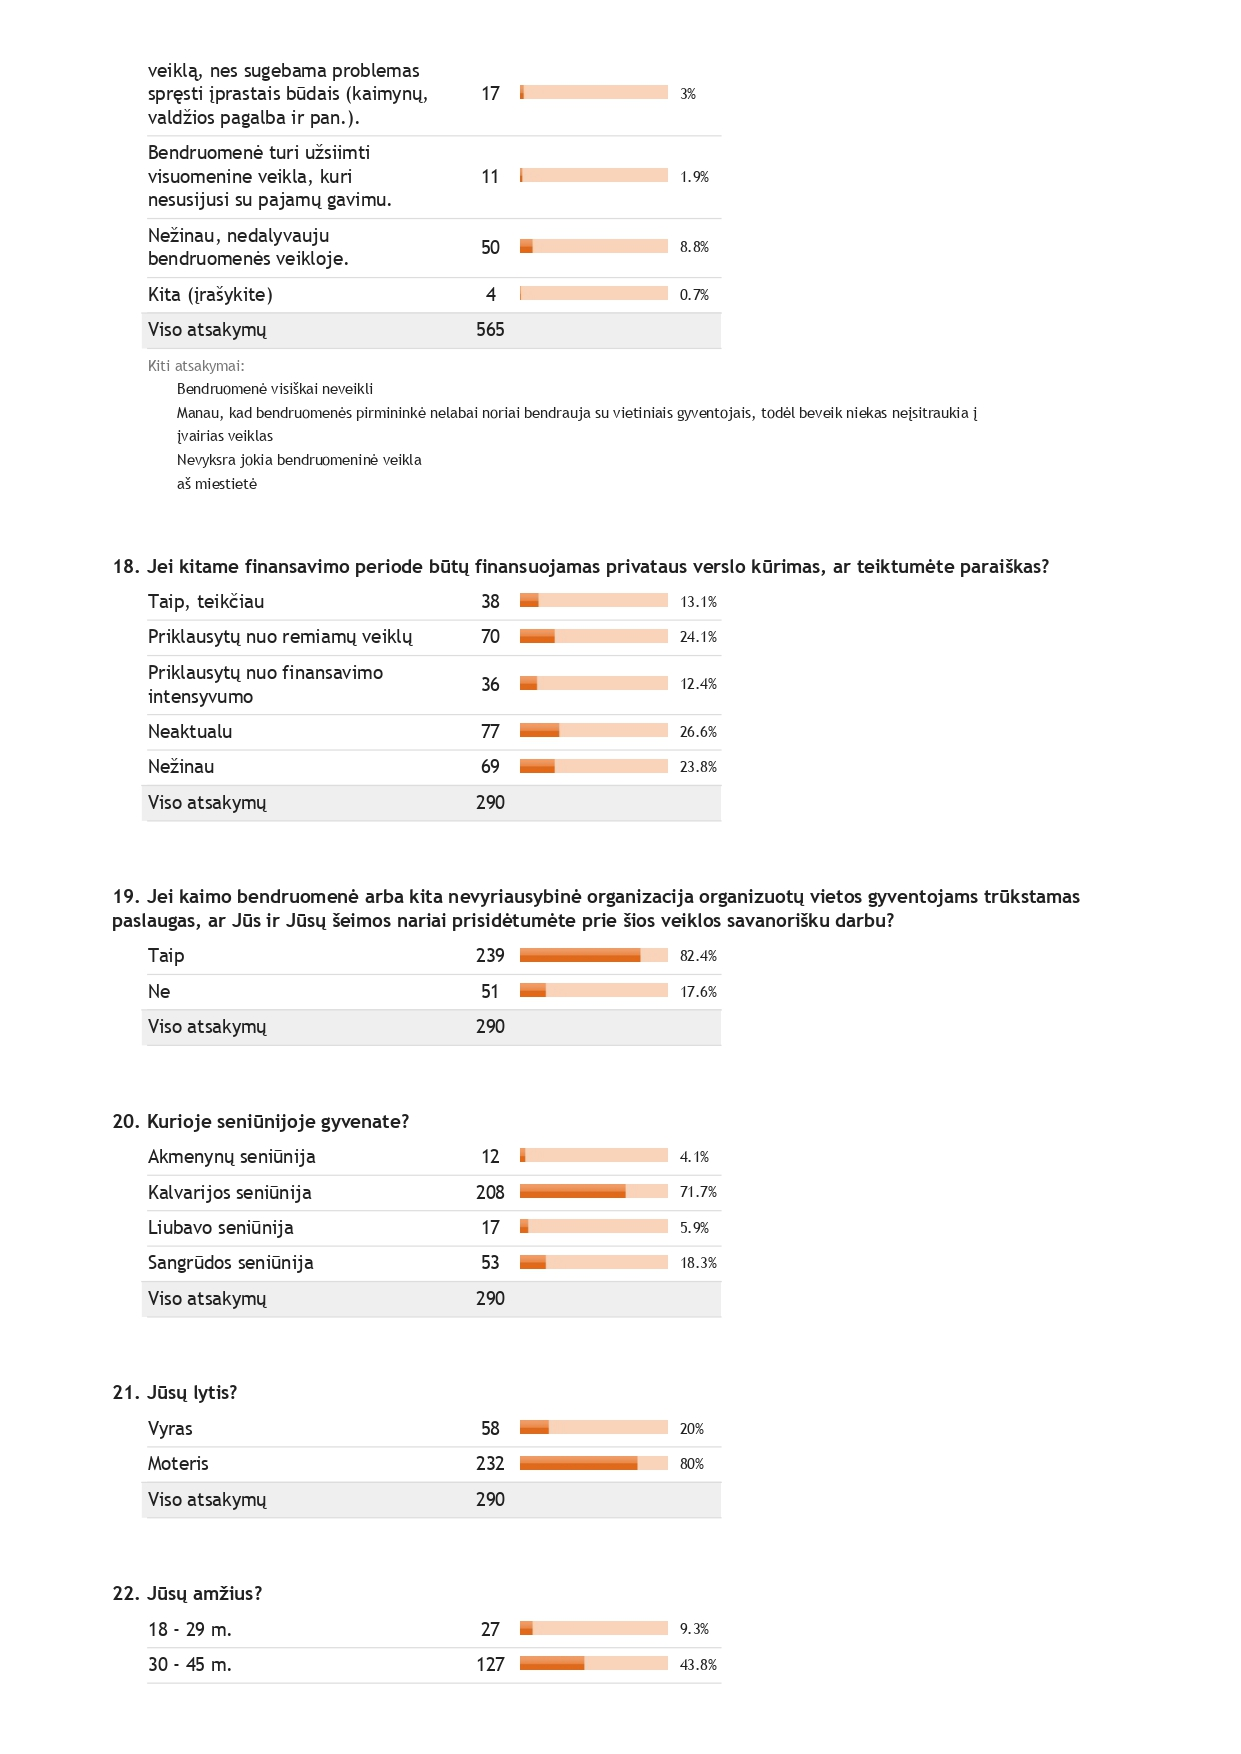 veiklą, nes sugebama problemas
spręsti įprastais būdais (kaimynų,
valdžios pagalba ir pan.).
17
3%
Bendruomenė turi užsiimti
visuomenine veikla, kuri
nesusijusi su pajamų gavimu.
11
1.9%
Nežinau, nedalyvauju
bendruomenės veikloje.
50
8.8%
Kita (įrašykite) 4 0.7%
Viso atsakymų 565
Kiti atsakymai:
Bendruomenė visiškai neveikli
Manau, kad bendruomenės pirmininkė nelabai noriai bendrauja su vietiniais gyventojais, todėl beveik niekas neįsitraukia į
įvairias veiklas
Nevyksra jokia bendruomeninė veikla
aš miestietė
18. Jei kitame finansavimo periode būtų finansuojamas privataus verslo kūrimas, ar teiktumėte paraiškas?
Taip, teikčiau 38 13.1%
Priklausytų nuo remiamų veiklų 70 24.1%
Priklausytų nuo finansavimo
intensyvumo
36
12.4%
Neaktualu 77 26.6%
Nežinau 69 23.8%
Viso atsakymų 290
19. Jei kaimo bendruomenė arba kita nevyriausybinė organizacija organizuotų vietos gyventojams trūkstamas
paslaugas, ar Jūs ir Jūsų šeimos nariai prisidėtumėte prie šios veiklos savanorišku darbu?
Taip 239 82.4%
Ne 51 17.6%
Viso atsakymų 290
20. Kurioje seniūnijoje gyvenate?
Akmenynų seniūnija 12 4.1%
Kalvarijos seniūnija 208 71.7%
Liubavo seniūnija 17 5.9%
Sangrūdos seniūnija 53 18.3%
Viso atsakymų 290
21. Jūsų lytis?
Vyras 58 20%
Moteris 232 80%
Viso atsakymų 290
22. Jūsų amžius?
18 - 29 m. 27 9.3%
30 - 45 m. 127 43.8%